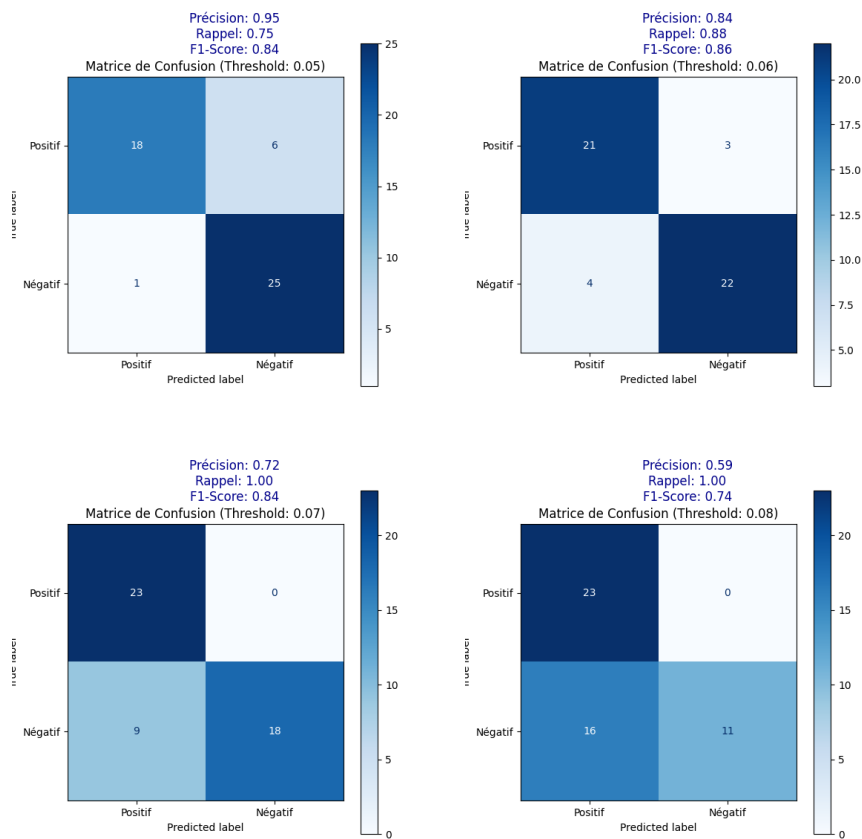 Précision: 0.95
Rappel: 0.75
F1-Score: 0.84
Matrice de Confusion (Threshold: 0.05)
25
20
15
10
5
Positif
18
6
Négatif
1
25
Positif
Négatif
Predicted label
Précision: 0.84
Rappel: 0.88
F1-Score: 0.86
Matrice de Confusion (Threshold: 0.06)
20.0
17.5
15.0
12.5
10.0
7.5
5.0
Positif
21
3
Négatif
4
22
Positif
Négatif
Predicted label
Précision: 0.72
Rappel: 1.00
F1-Score: 0.84
Matrice de Confusion (Threshold: 0.07)
20
15
10
5
0
Positif
23
0
Négatif
9
18
Positif
Négatif
Predicted label
Précision: 0.59
Rappel: 1.00
F1-Score: 0.74
Matrice de Confusion (Threshold: 0.08)
20
15
10
5
0
Positif
23
0
Négatif
16
11
Positif
Négatif
Predicted label